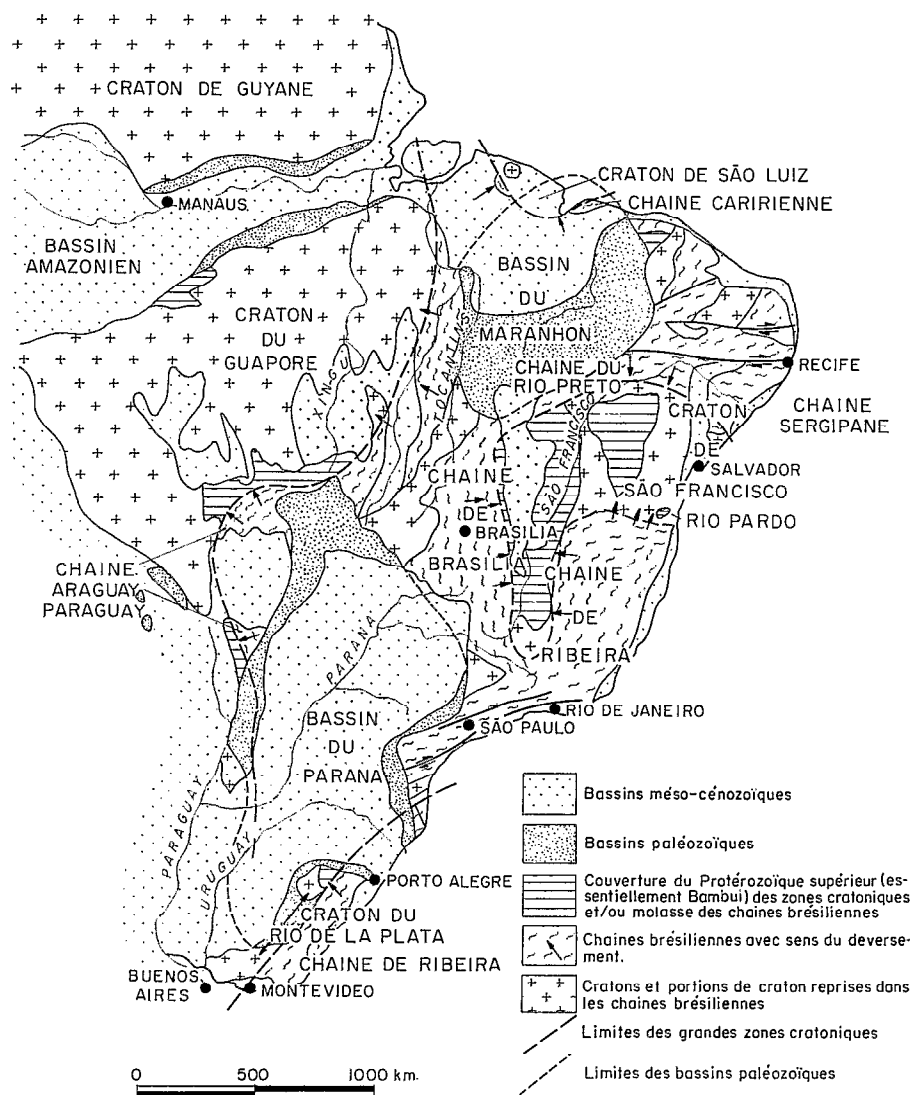 CRATON DE GUYANE
CRATON DE SÃO LUIZ
CHAINE CARIRIENNE
MANAUS
BASSIN
AMAZONIEN
BASSIN
DU
MARANHON
CRATON
DU
GUAPORE
XINGU
TOCANTINS
CHAINE DU
RIO PRETO
RECIFE
CRATON
DE
SÃO FRANCISCO
CHAINE
SERGIPANE
SALVADOR
SÃO FRANCISCO
RIO PARDO
CHAINE
DE
BRASILIA
BRASILIA
CHAINE
DE
RIBEIRA
CHAINE
ARAGUAY
PARAGUAY
PARANA
BASSIN
DU
PARANA
RIO DE JANEIRO
SÃO PAULO
PARAGUAY
URUGUAY
PORTO ALEGRE
CRATON DU
RIO DE LA PLATA
CHAINE DE RIBEIRA
BUENOS
AIRES
MONTEVIDEO
Bassins méso-cénozoïques
Bassins paléozoïques
Couverture du Protérozoïque supérieur (es-
sentiellement Bambui) des zones cratoniques
et/ou molasse des chaines brésiliennes
Chaines brésiliennes avec sens du deverse-
ment.
Cratons et portions de craton reprises dans
les chaines brésiliennes
Limites des grandes zones cratoniques
Limites des bassins paléozoïques
0 500 1000 km.